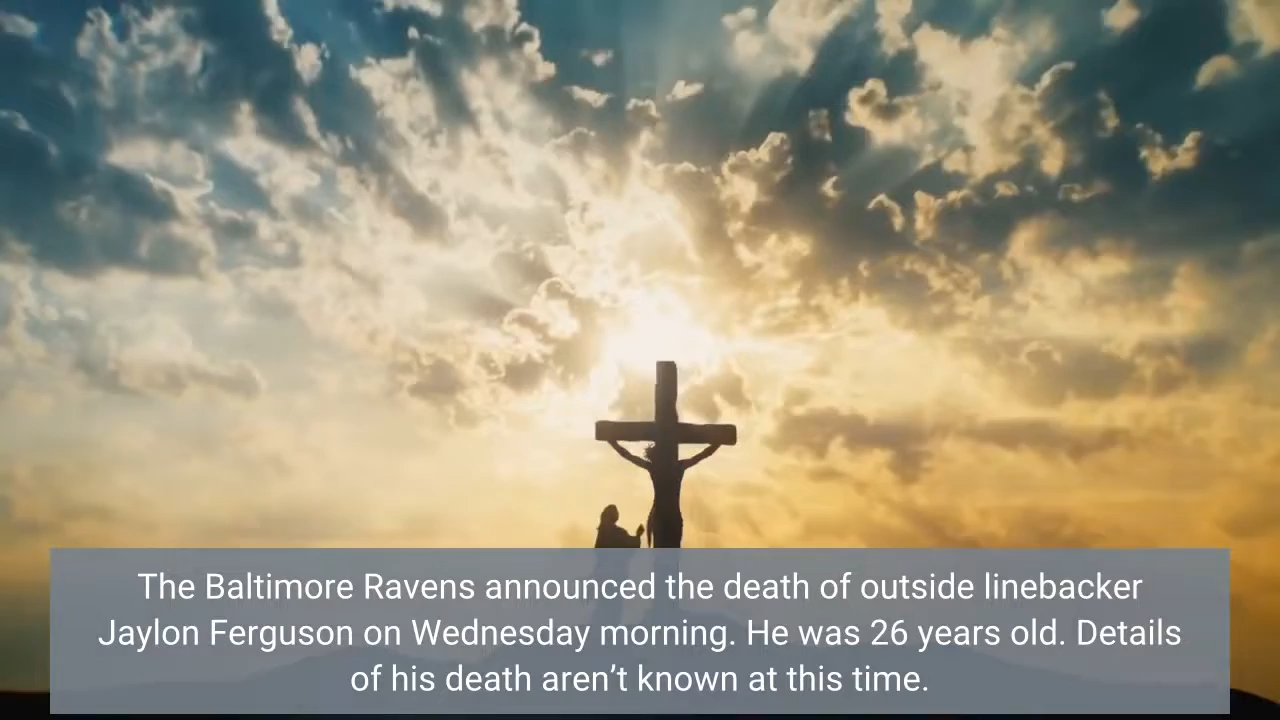 The Baltimore Ravens announced the death of outside linebacker
Jaylon Ferguson on Wednesday morning. He was 26 years old. Details
of his death aren’t known at this time.